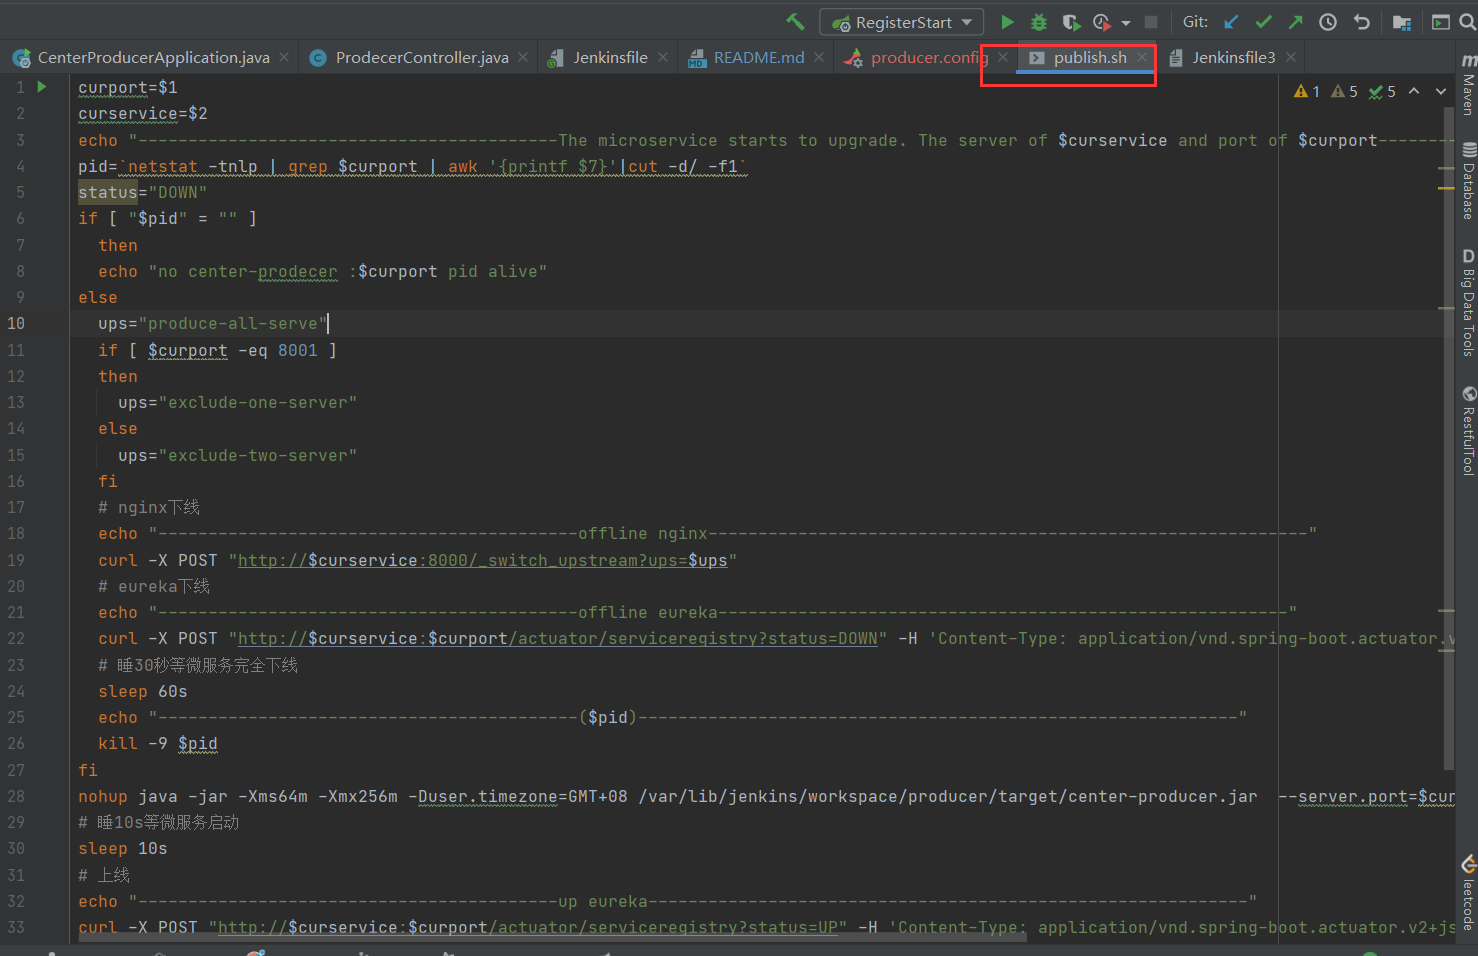 RegisterStart Git:
CenterProducerApplication.java ProdecerController.java Jenkinsfile README.md producer.config publish.sh Jenkinsfile3
1 curport=$1
2 curservice=$2
3 echo "------------------------------------------The microservice starts to upgrade. The server of $curservice and port of $curport--------
4 pid=`netstat -tnlp | grep $curport | awk '{printf $7}'|cut -d/ -f1`
5 status="DOWN"
6 if [ "$pid" = "" ]
7 then
8 echo "no center-prodecer :$curport pid alive"
9 else
10 ups="produce-all-serve"
11 if [ $curport -eq 8001 ]
12 then
13 ups="exclude-one-server"
14 else
15 ups="exclude-two-server"
16 fi
17 # nginx下线
18 echo "------------------------------------------offline nginx------------------------------------------------------------"
19 curl -X POST "http://$curservice:8000/_switch_upstream?ups=$ups"
20 # eureka下线
21 echo "------------------------------------------offline eureka---------------------------------------------------------"
22 curl -X POST "http://$curservice:$curport/actuator/serviceregistry?status=DOWN" -H 'Content-Type: application/vnd.spring-boot.actuator.v
23 # 睡30秒等微服务完全下线
24 sleep 60s
25 echo "------------------------------------------($pid)------------------------------------------------------------"
26 kill -9 $pid
27 fi
28 nohup java -jar -Xms64m -Xmx256m -Duser.timezone=GMT+08 /var/lib/jenkins/workspace/producer/target/center-producer.jar --server.port=$cur
29 # 睡10s等微服务启动
30 sleep 10s
31 # 上线
32 echo "------------------------------------------up eureka------------------------------------------------------------"
33 curl -X POST "http://$curservice:$curport/actuator/serviceregistry?status=UP" -H 'Content-Type: application/vnd.spring-boot.actuator.v2+js
1 5 5
m Maven
Database
D Big Data Tools
RestfulTool
leetcode